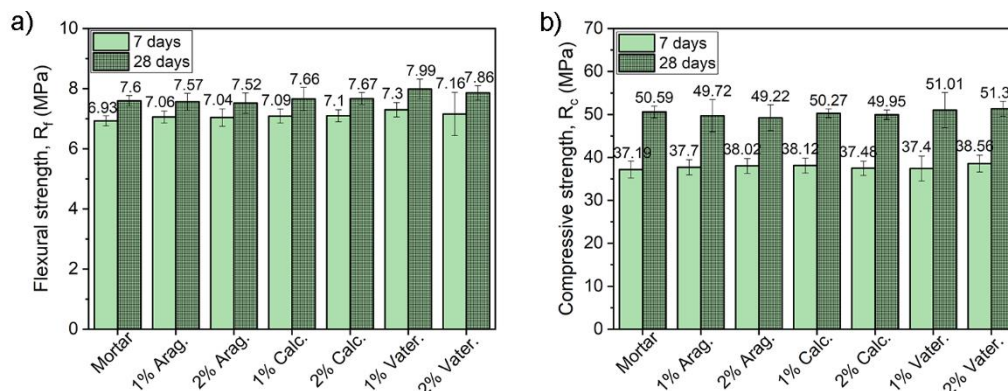 a)
Flexural strength, R_f (MPa)
10
8
6
4
2
0
7 days
28 days
6.93
7.6
7.06
7.57
7.04
7.52
7.09
7.66
7.1
7.67
7.3
7.99
7.16
7.86
Mortar
1% Arag.
2% Arag.
1% Calc.
2% Calc.
1% Vater.
2% Vater.
b)
Compressive strength, R_c (MPa)
70
60
50
40
30
20
10
0
7 days
28 days
37.19
50.59
37.7
49.72
38.02
49.22
38.12
50.27
37.48
49.95
37.4
51.01
38.56
51.3
Mortar
1% Arag.
2% Arag.
1% Calc.
2% Calc.
1% Vater.
2% Vater.